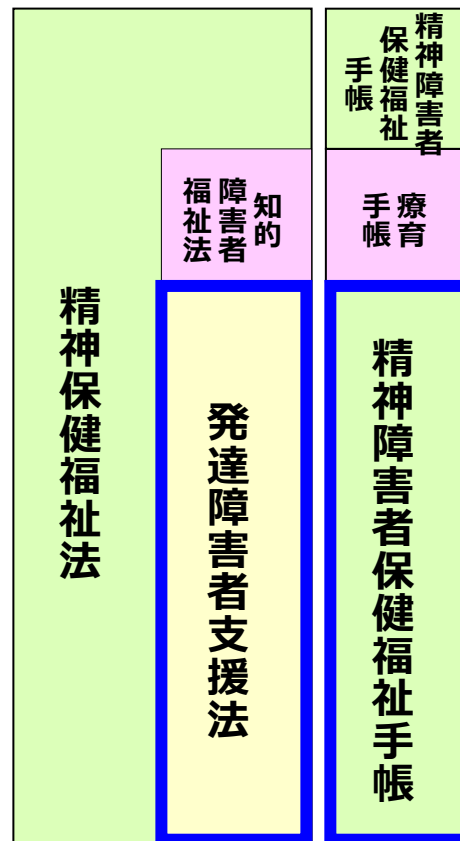 精神障害者
保健福祉
手帳
知的
障害者
福祉法
療育
手帳
精神保健福祉法
発達障害者支援法
精神障害者保健福祉手帳